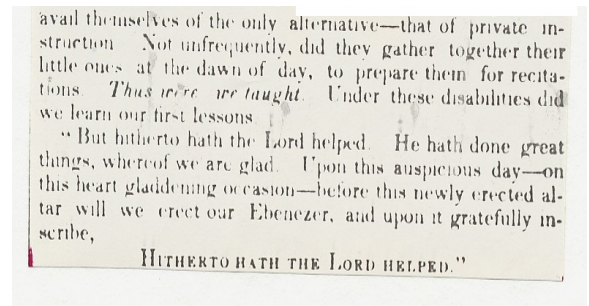 avail themselves of the only alternative—that of private in-
struction Not unfrequently, did they gather together their
little ones at the dawn of day, to prepare them for recita-
tions Thus were we taught. Under these disabilities did
we learn our first lessons
" But hitherto hath the Lord helped. He hath done great
things, whereof we are glad. Upon this auspicious day—on
this heart gladdening occasion—before this newly erected al-
tar will we erect our Ebenezer, and upon it gratefully in-
scribe,
HITHERTO HATH THE LORD HELPED."